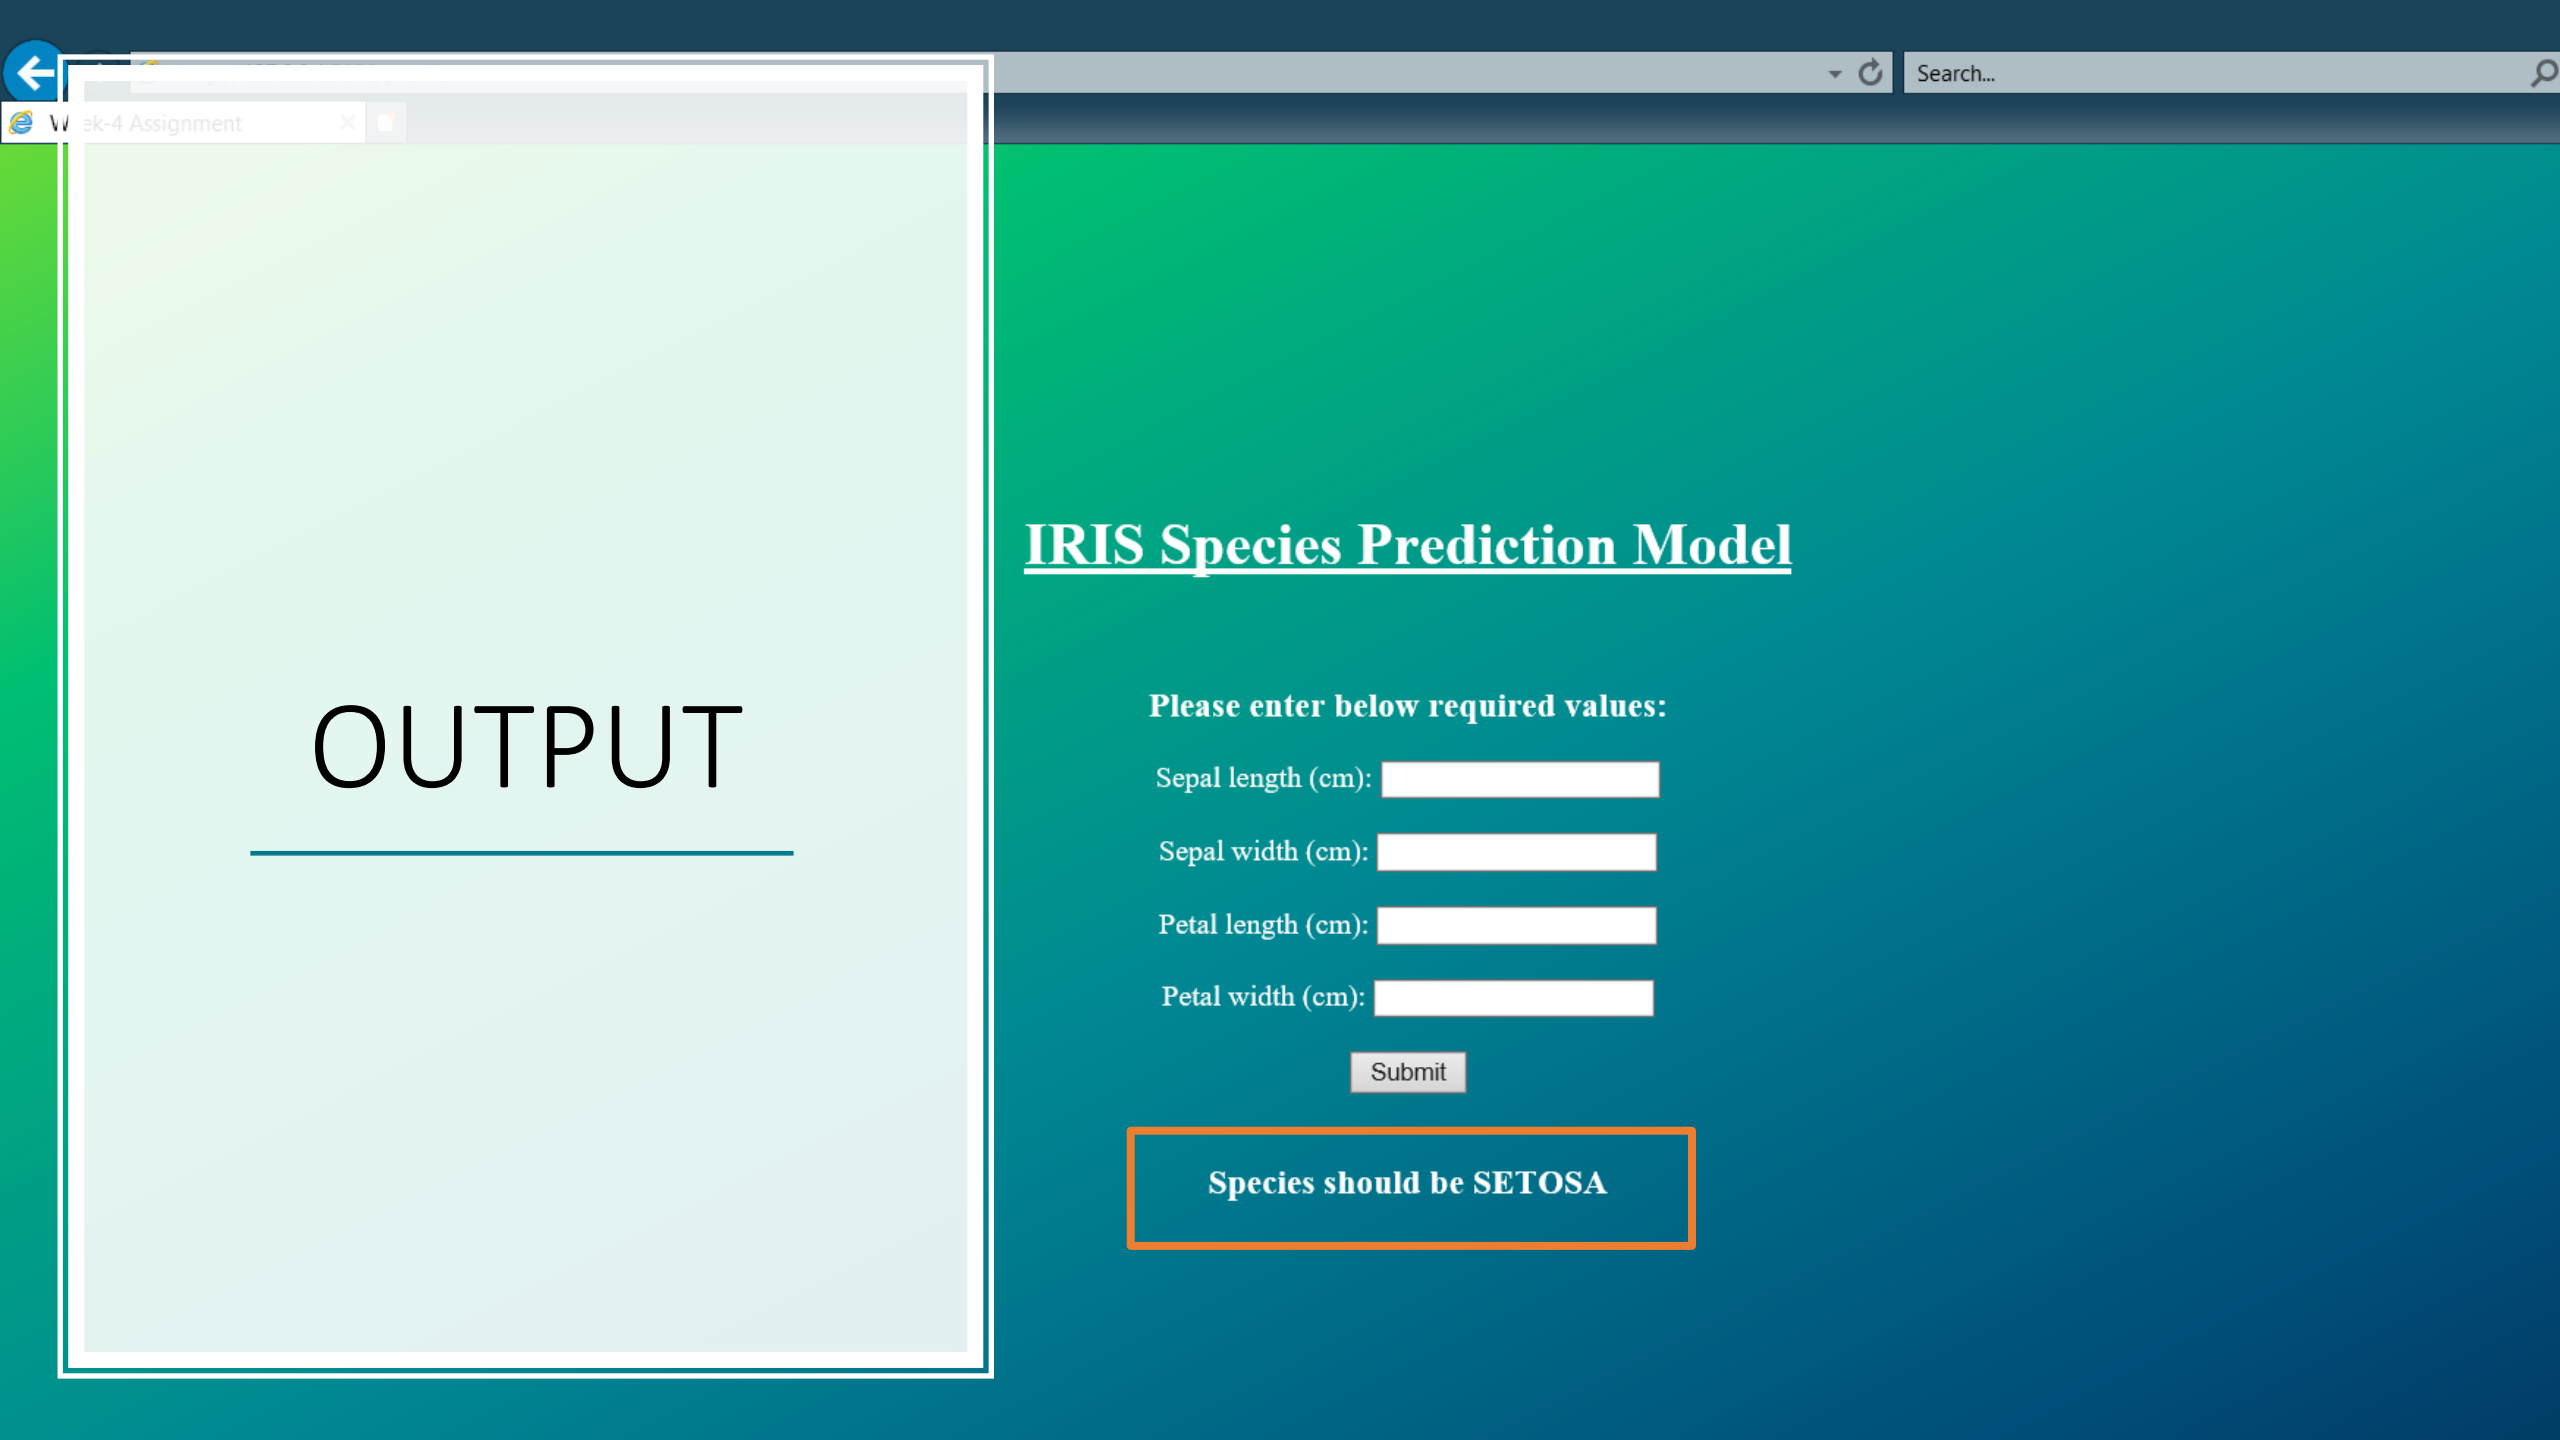 Search...
Week-4 Assignment
OUTPUT
IRIS Species Prediction Model
Please enter below required values:
Sepal length (cm):
Sepal width (cm):
Petal length (cm):
Petal width (cm):
Submit
Species should be SETOSA